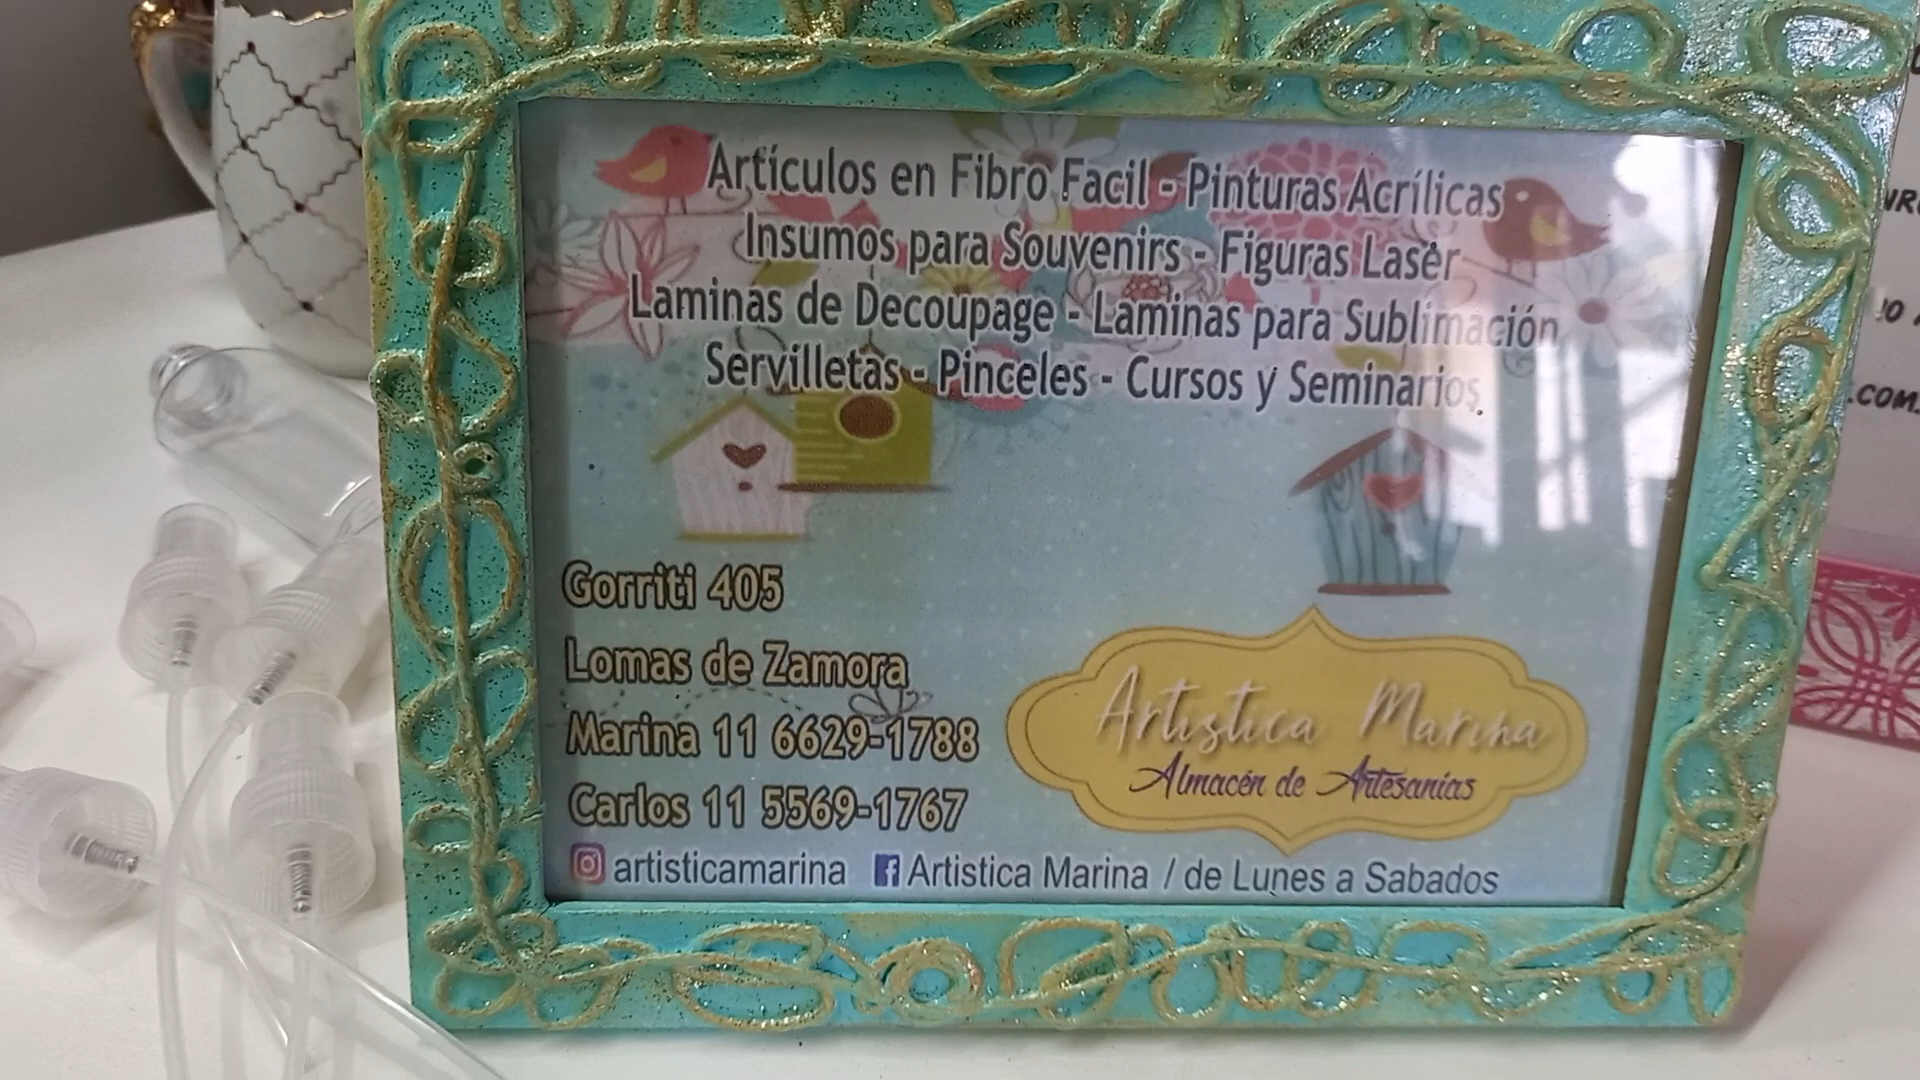 Artículos en Fibro Facil - Pinturas Acrílicas
Insumos para Souvenirs - Figuras Laser
Laminas de Decoupage - Laminas para Sublimación
Servilletas - Pinceles - Cursos y Seminarios.
Gorriti 405
Lomas de Zamora
Marina 11 6629-1788
Carlos 11 5569-1767
Artistica Marina
Almacén de Artesanías
artisticamarina Artistica Marina / de Lunes a Sabados